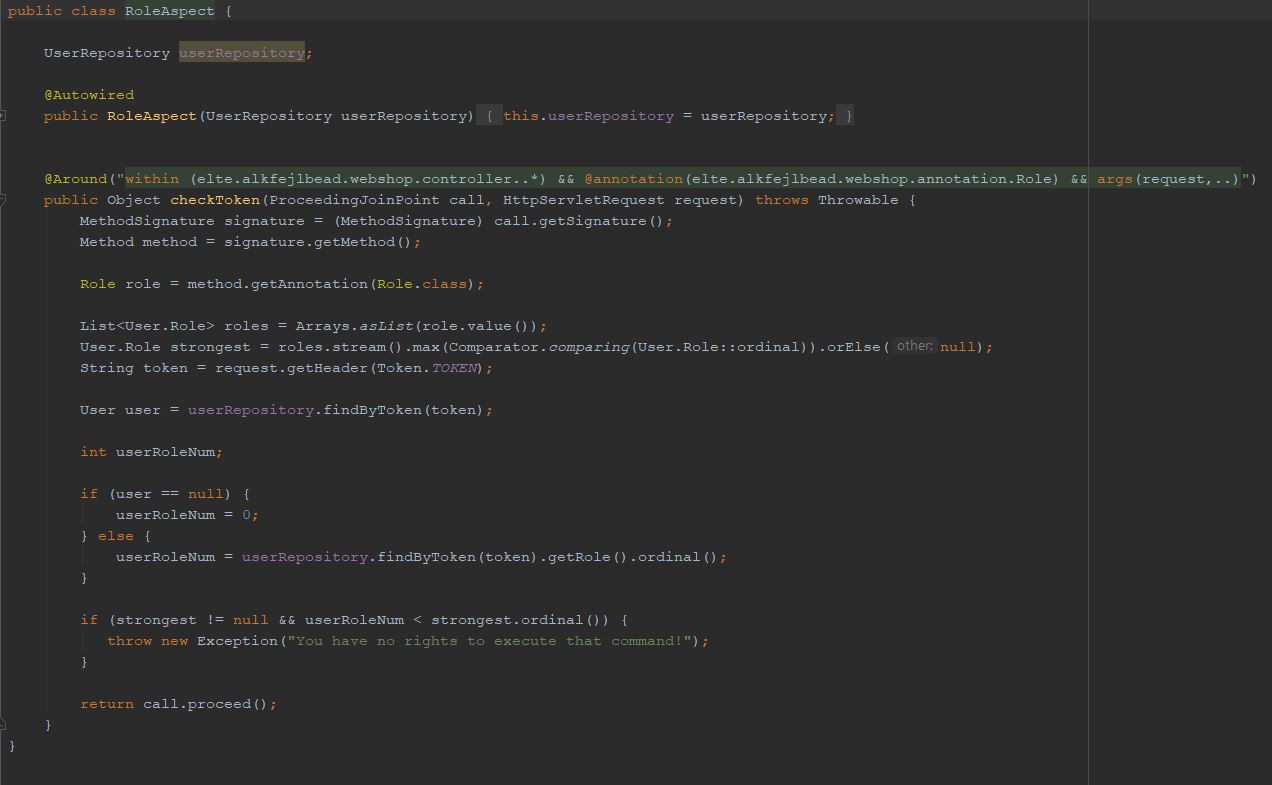 public class RoleAspect {
UserRepository userRepository;
@Autowired
public RoleAspect(UserRepository userRepository) { this.userRepository = userRepository; }
@Around("within (elte.alkfejlbead.webshop.controller..*) && @annotation(elte.alkfejlbead.webshop.annotation.Role) && args(request,..)")
public Object checkToken(ProceedingJoinPoint call, HttpServletRequest request) throws Throwable {
MethodSignature signature = (MethodSignature) call.getSignature();
Method method = signature.getMethod();
Role role = method.getAnnotation(Role.class);
List<User.Role> roles = Arrays.asList(role.value());
User.Role strongest = roles.stream().max(Comparator.comparing(User.Role::ordinal)).orElse( other: null);
String token = request.getHeader(Token.TOKEN);
User user = userRepository.findByToken(token);
int userRoleNum;
if (user == null) {
userRoleNum = 0;
} else {
userRoleNum = userRepository.findByToken(token).getRole().ordinal();
}
if (strongest != null && userRoleNum < strongest.ordinal()) {
throw new Exception("You have no rights to execute that command!");
}
return call.proceed();
}
}